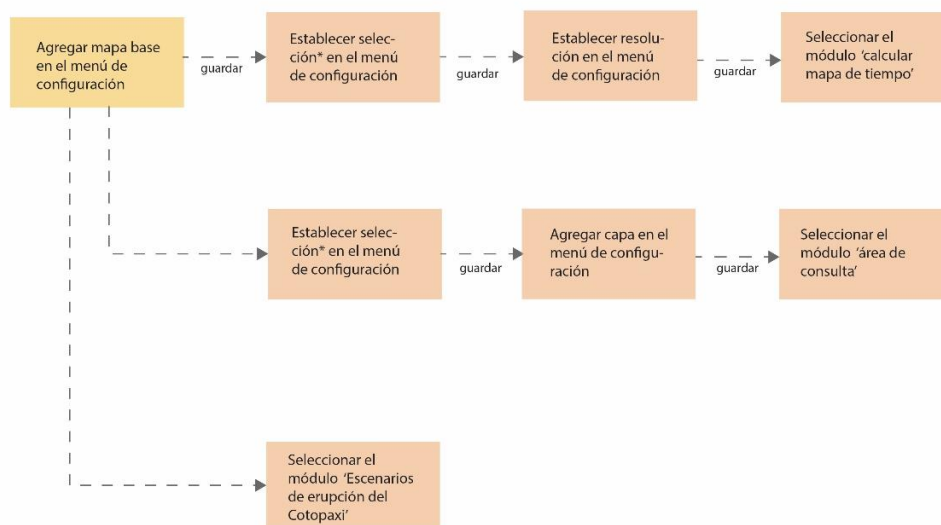 Agregar mapa base
en el menú de
configuración
guardar
Establecer selec-
ción* en el menú
de configuración
guardar
Establecer resolu-
ción en el menú
de configuración
guardar
Seleccionar el
módulo ‘calcular
mapa de tiempo’
Establecer selec-
ción* en el menú
de configuración
guardar
Agregar capa en el
menú de configu-
ración
guardar
Seleccionar el
módulo ‘área de
consulta’
Seleccionar el
módulo ‘Escenarios
de erupción del
Cotopaxi’